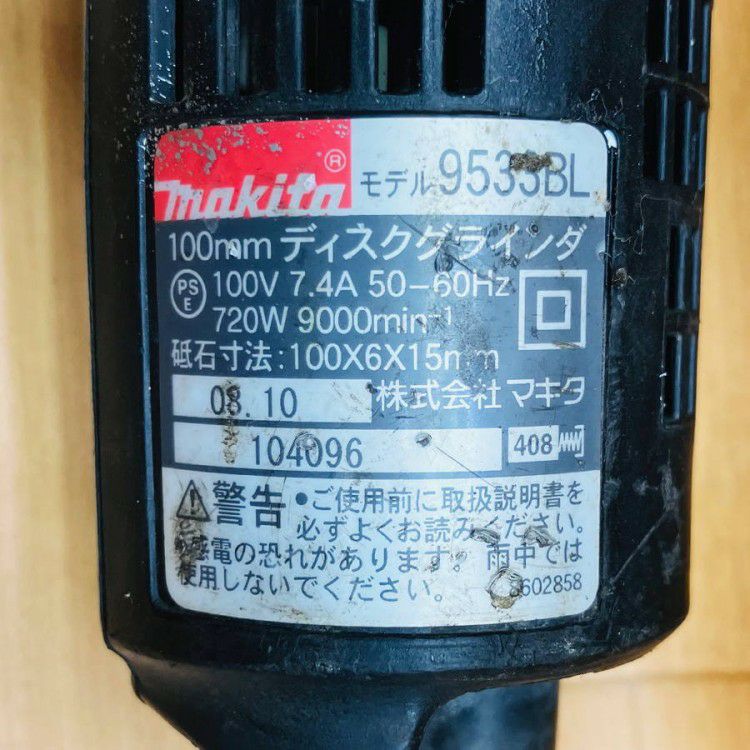 makita® モデル 9533BL
100mm ディスクグラインダ
PSE 100V 7.4A 50-60Hz
720W 9000min⁻¹
砥石寸法:100X6X15mm
08.10 株式会社 マキタ
104096 408
警告 •ご使用前に取扱説明書を
必ずよくお読みください。
•感電の恐れがあります。雨中では
使用しないでください。